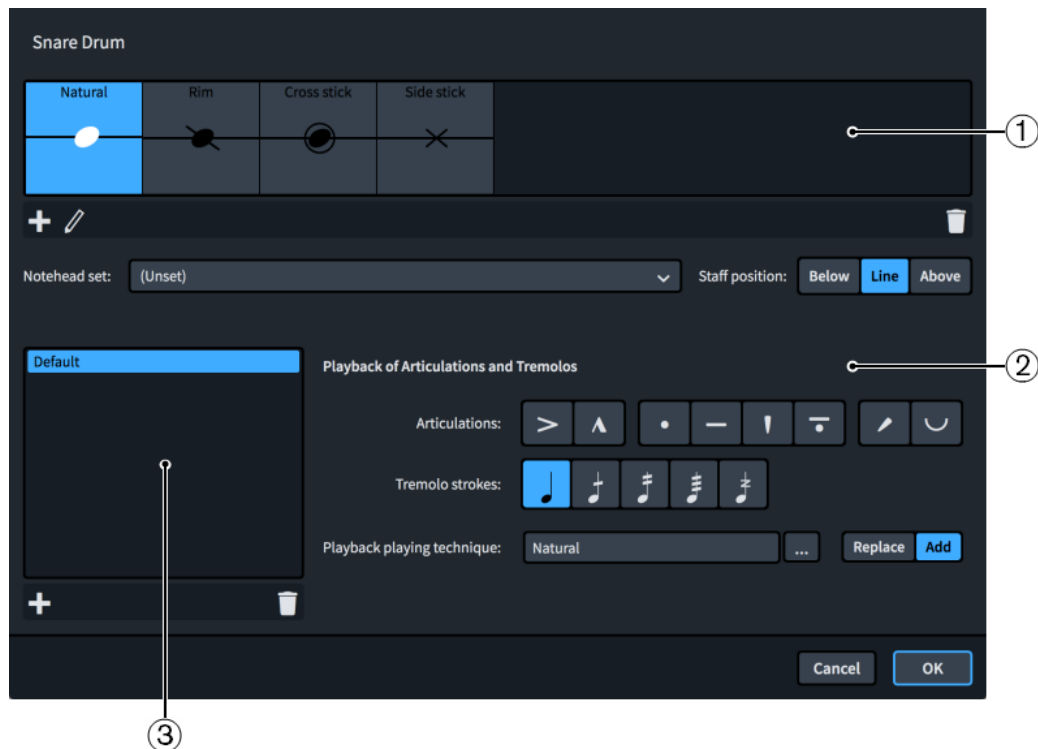 Snare Drum
Natural Rim Cross stick Side stick
①
Notehead set: (Unset) Staff position: Below Line Above
Default
Playback of Articulations and Tremolos
②
Articulations:
Tremolo strokes:
Playback playing technique: Natural ... Replace Add
Cancel OK
③